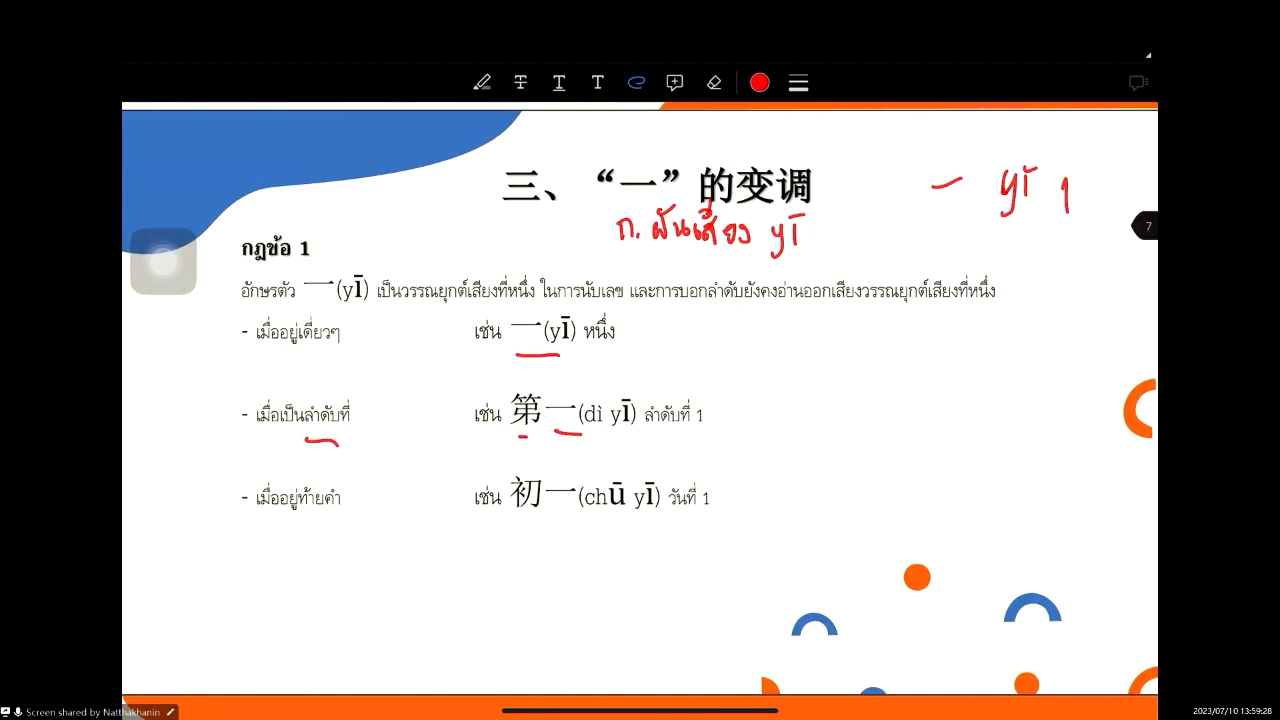 三、“一”的变调
一 yī 1
ก. ผันเสียง yī
7
กฎข้อ 1
อักษรตัว 一(yī) เป็นวรรณยุกต์เสียงที่หนึ่ง ในการนับเลข และการบอกลำดับยังคงอ่านออกเสียงวรรณยุกต์เสียงที่หนึ่ง
- เมื่ออยู่เดี่ยวๆ เช่น 一(yī) หนึ่ง
- เมื่อเป็นลำดับที่ เช่น 第一(dì yī) ลำดับที่ 1
- เมื่ออยู่ท้ายคำ เช่น 初一(chū yī) วันที่ 1
Screen shared by Natthakhanin
2023/07/10 13:59:28